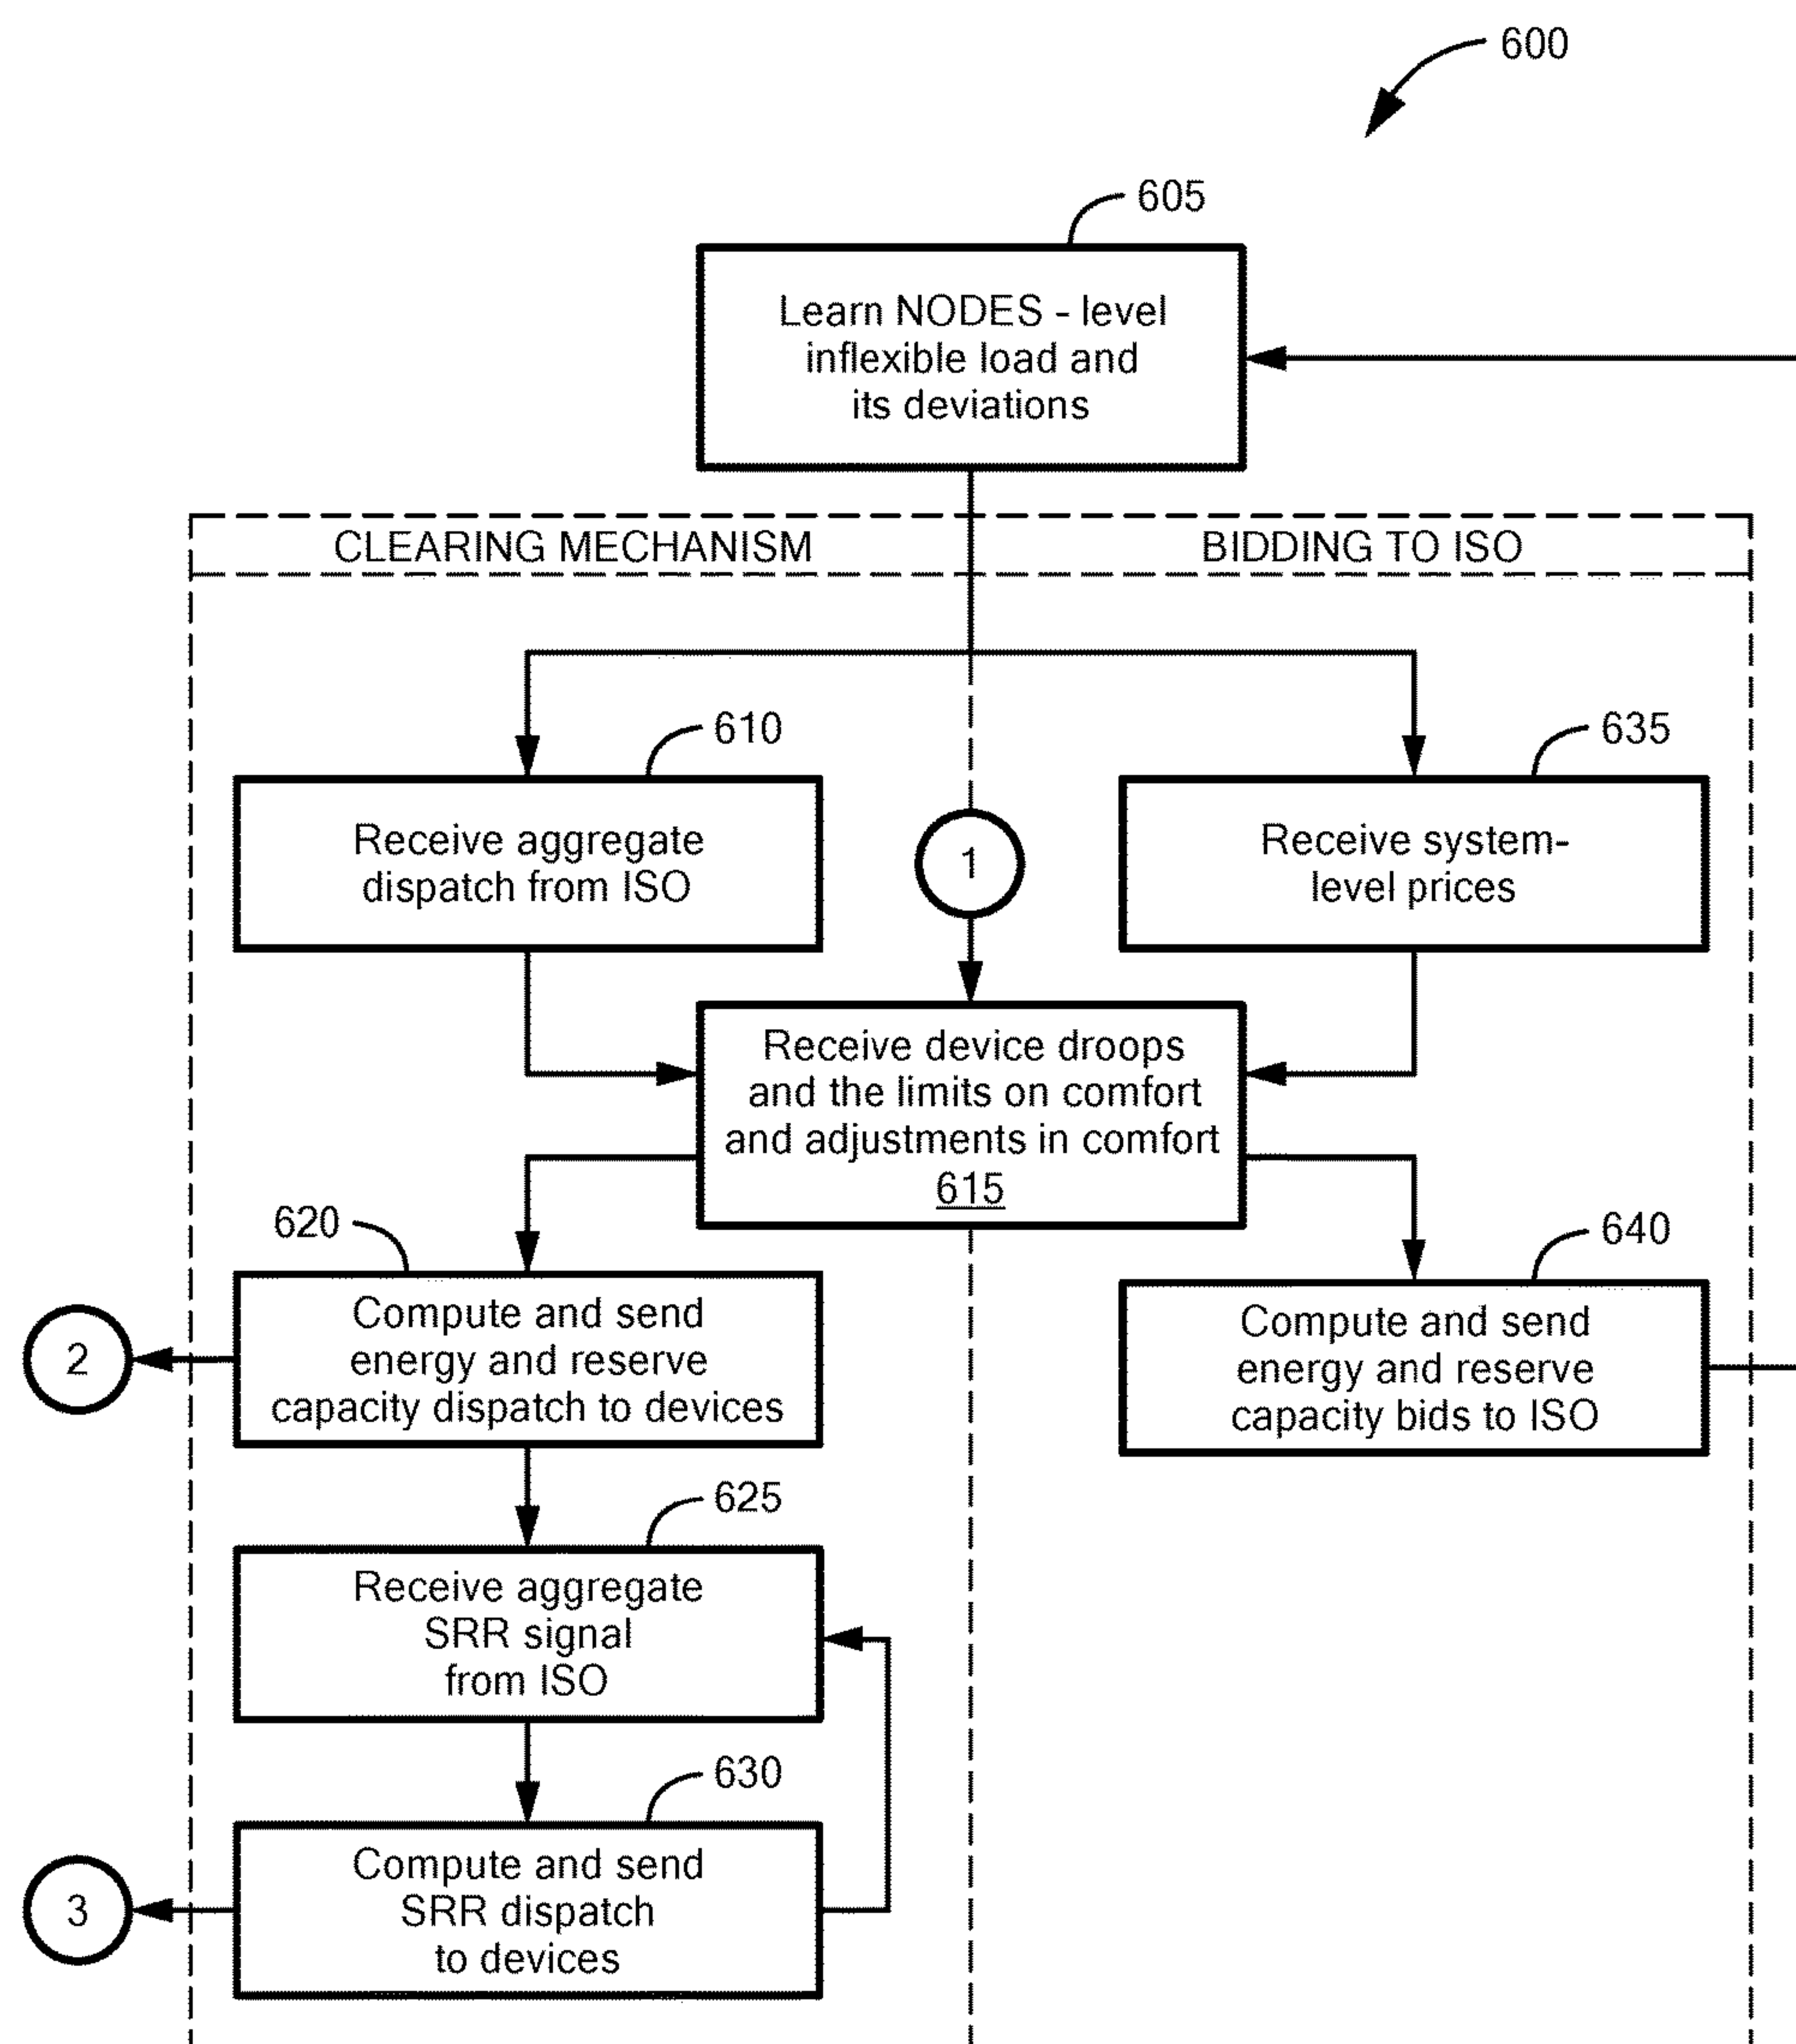 600
605
Learn NODES - level
inflexible load and
its deviations
CLEARING MECHANISM
BIDDING TO ISO
610
635
Receive aggregate
dispatch from ISO
1
Receive system-
level prices
Receive device droops
and the limits on comfort
and adjustments in comfort
615
620
640
Compute and send
energy and reserve
capacity dispatch to devices
2
Compute and send
energy and reserve
capacity bids to ISO
625
Receive aggregate
SRR signal
from ISO
630
Compute and send
SRR dispatch
to devices
3